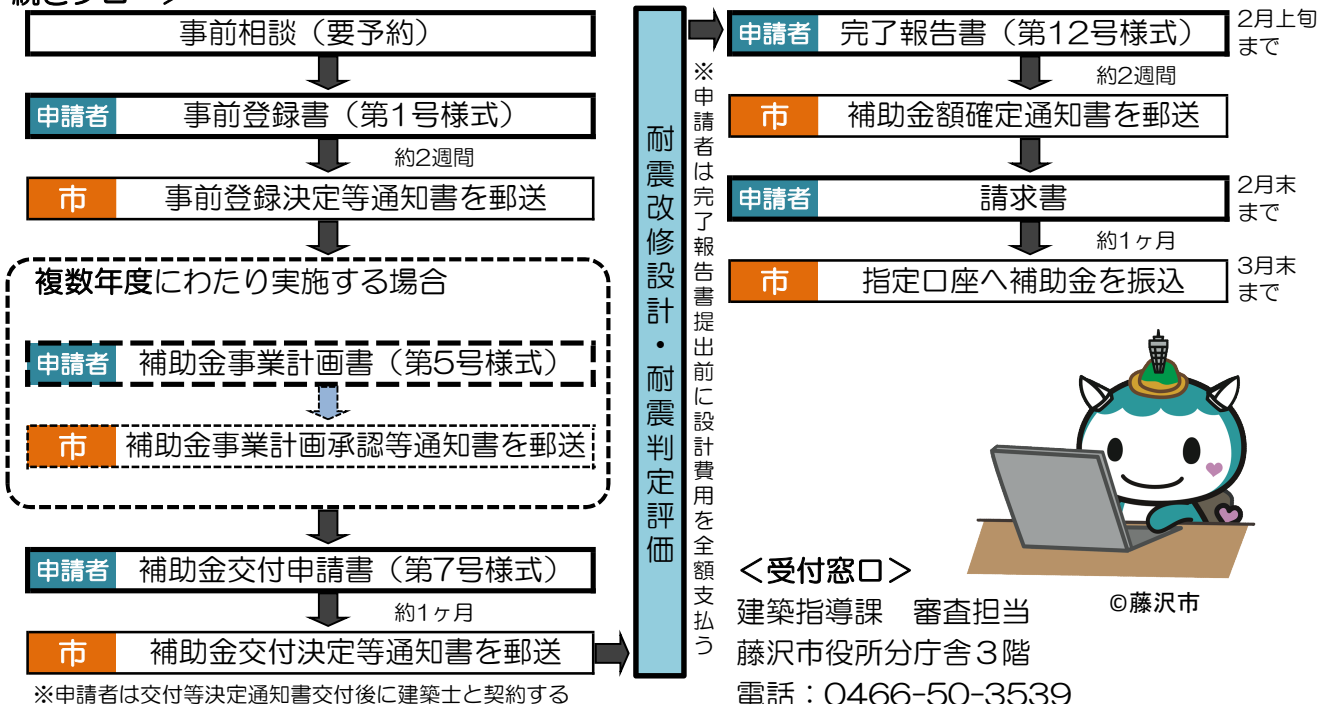 事前相談（要予約）
申請者 事前登録書（第1号様式）
約2週間
市 事前登録決定等通知書を郵送
複数年度にわたり実施する場合
申請者 補助金事業計画書（第5号様式）
市 補助金事業計画承認等通知書を郵送
申請者 補助金交付申請書（第7号様式）
約1ヶ月
市 補助金交付決定等通知書を郵送
※申請者は交付等決定通知書交付後に建築士と契約する
耐震改修設計・耐震判定評価
※申請者は完了報告書提出前に設計費用を全額支払う
申請者 完了報告書（第12号様式）
2月上旬
まで
約2週間
市 補助金額確定通知書を郵送
申請者 請求書
2月末
まで
約1ヶ月
市 指定口座へ補助金を振込
3月末
まで
©藤沢市
＜受付窓口＞
建築指導課　審査担当
藤沢市役所分庁舎３階
電話：0466-50-3539